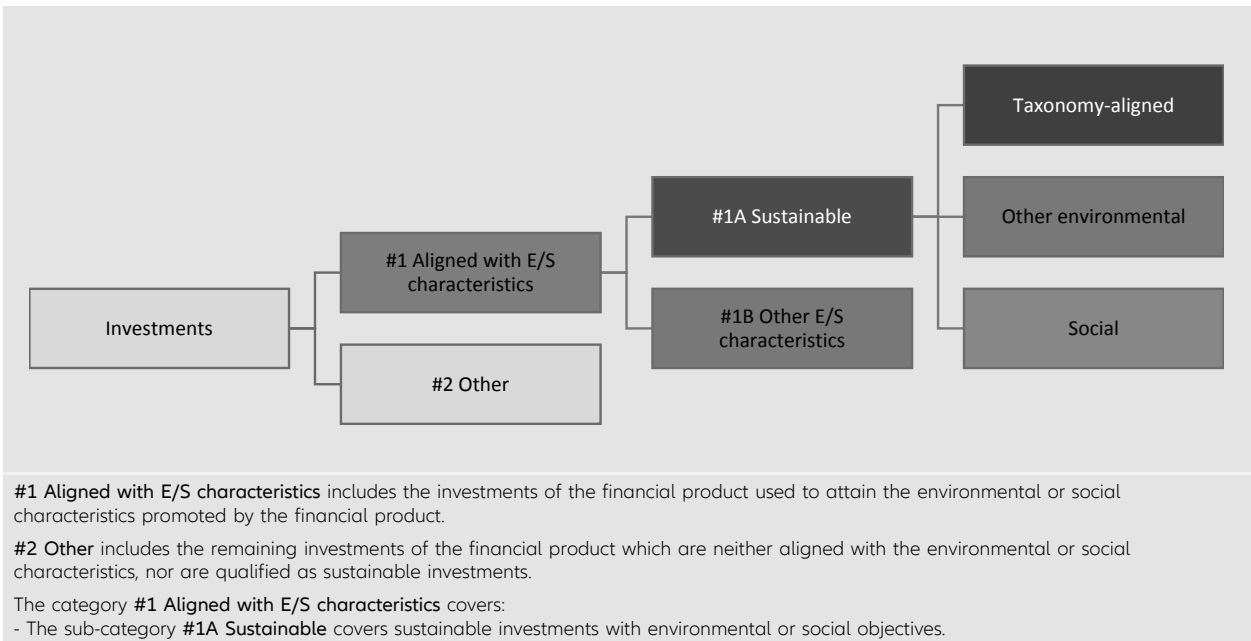 Taxonomy-aligned
#1A Sustainable
Other environmental
#1 Aligned with E/S
characteristics
Investments
#1B Other E/S
characteristics
Social
#2 Other
#1 Aligned with E/S characteristics includes the investments of the financial product used to attain the environmental or social
characteristics promoted by the financial product.
#2 Other includes the remaining investments of the financial product which are neither aligned with the environmental or social
characteristics, nor are qualified as sustainable investments.
The category #1 Aligned with E/S characteristics covers:
- The sub-category #1A Sustainable covers sustainable investments with environmental or social objectives.